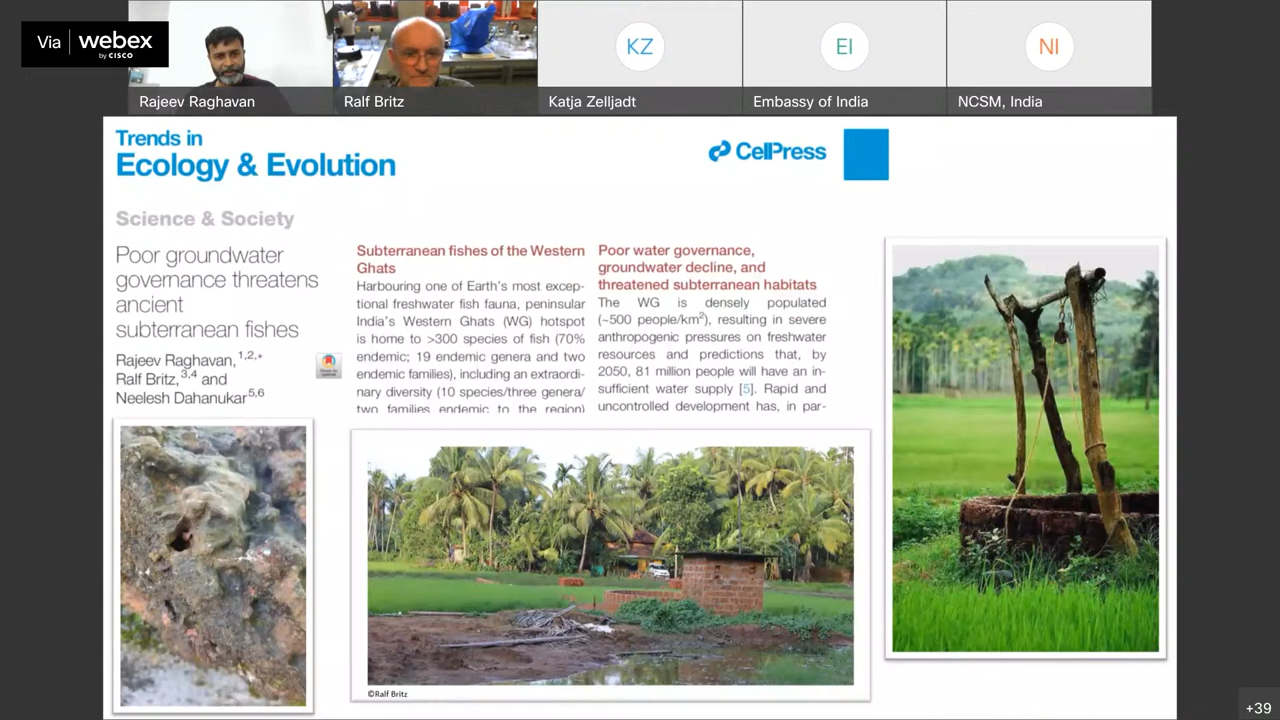 Via webex
by CISCO
KZ
EI
NI
Rajeev Raghavan
Ralf Britz
Katja Zelljadt
Embassy of India
NCSM, India
Trends in
Ecology & Evolution
CellPress
Science & Society
Poor groundwater
governance threatens
ancient
subterranean fishes
Rajeev Raghavan,1,2,*
Ralf Britz,3,4 and
Neelesh Dahanukar5,6
Subterranean fishes of the Western
Ghats
Harbouring one of Earth's most excep-
tional freshwater fish fauna, peninsular
India's Western Ghats (WG) hotspot
is home to >300 species of fish (70%
endemic; 19 endemic genera and two
endemic families), including an extraordi-
nary diversity (10 species/three genera/
two families endemic to the region)
Poor water governance,
groundwater decline, and
threatened subterranean habitats
The WG is densely populated
(~500 people/km2), resulting in severe
anthropogenic pressures on freshwater
resources and predictions that, by
2050, 81 million people will have an in-
sufficient water supply [5]. Rapid and
uncontrolled development has, in par-
©Ralf Britz
+39